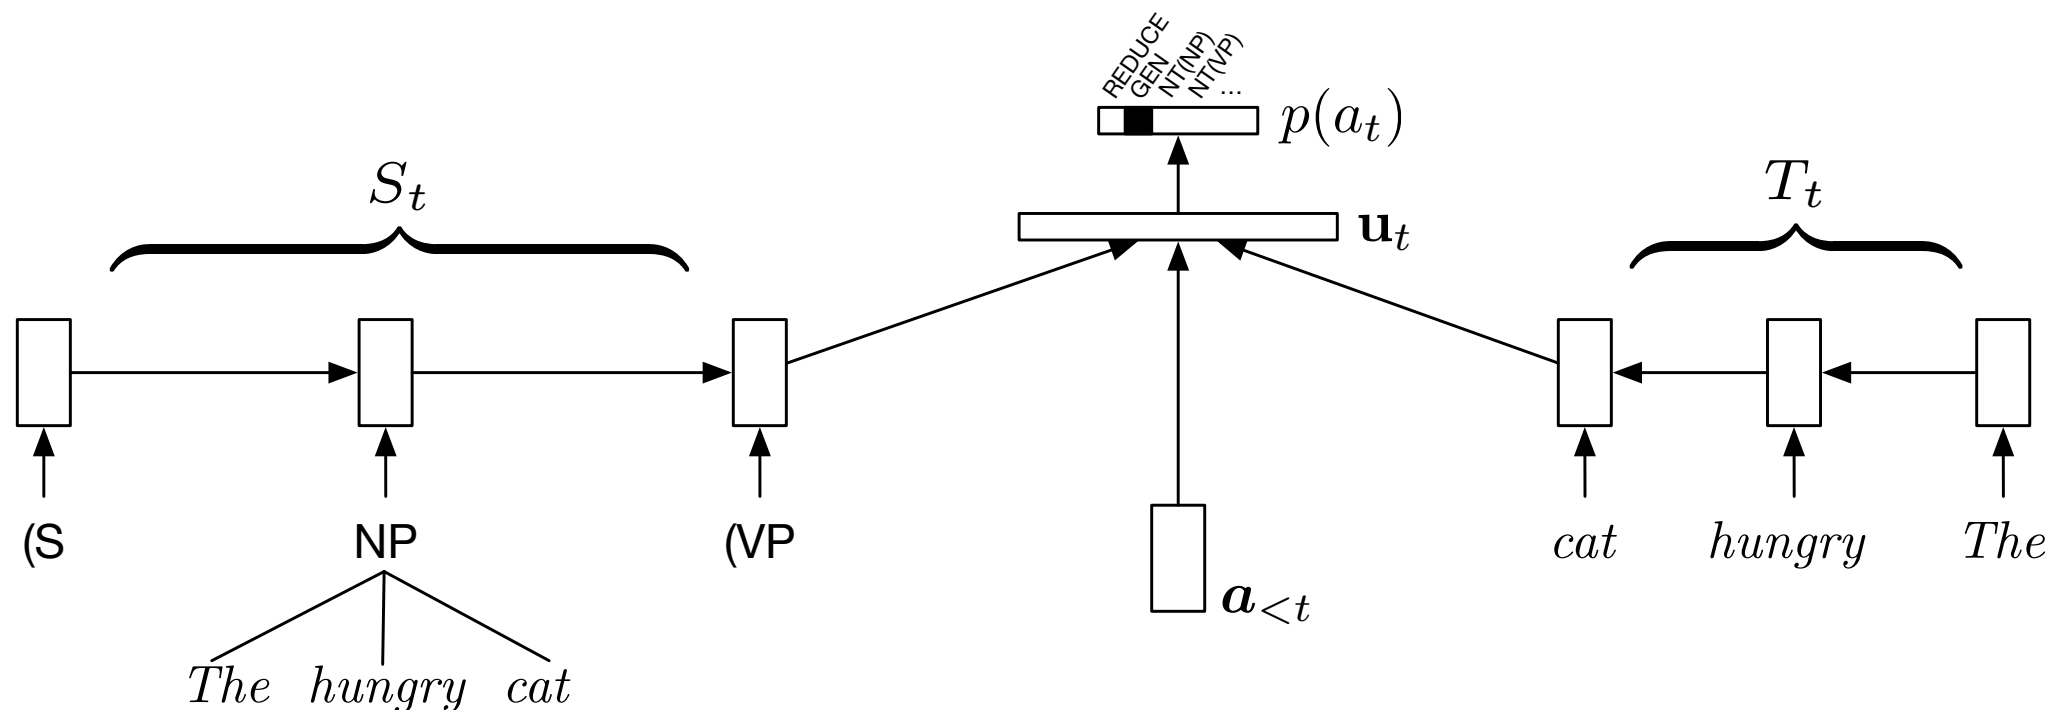 REDUCE
GEN
NT(NP)
NT(VP)
...
p(a_t)
S_t
u_t
T_t
(S NP (VP cat hungry The
a_{<t}
The hungry cat